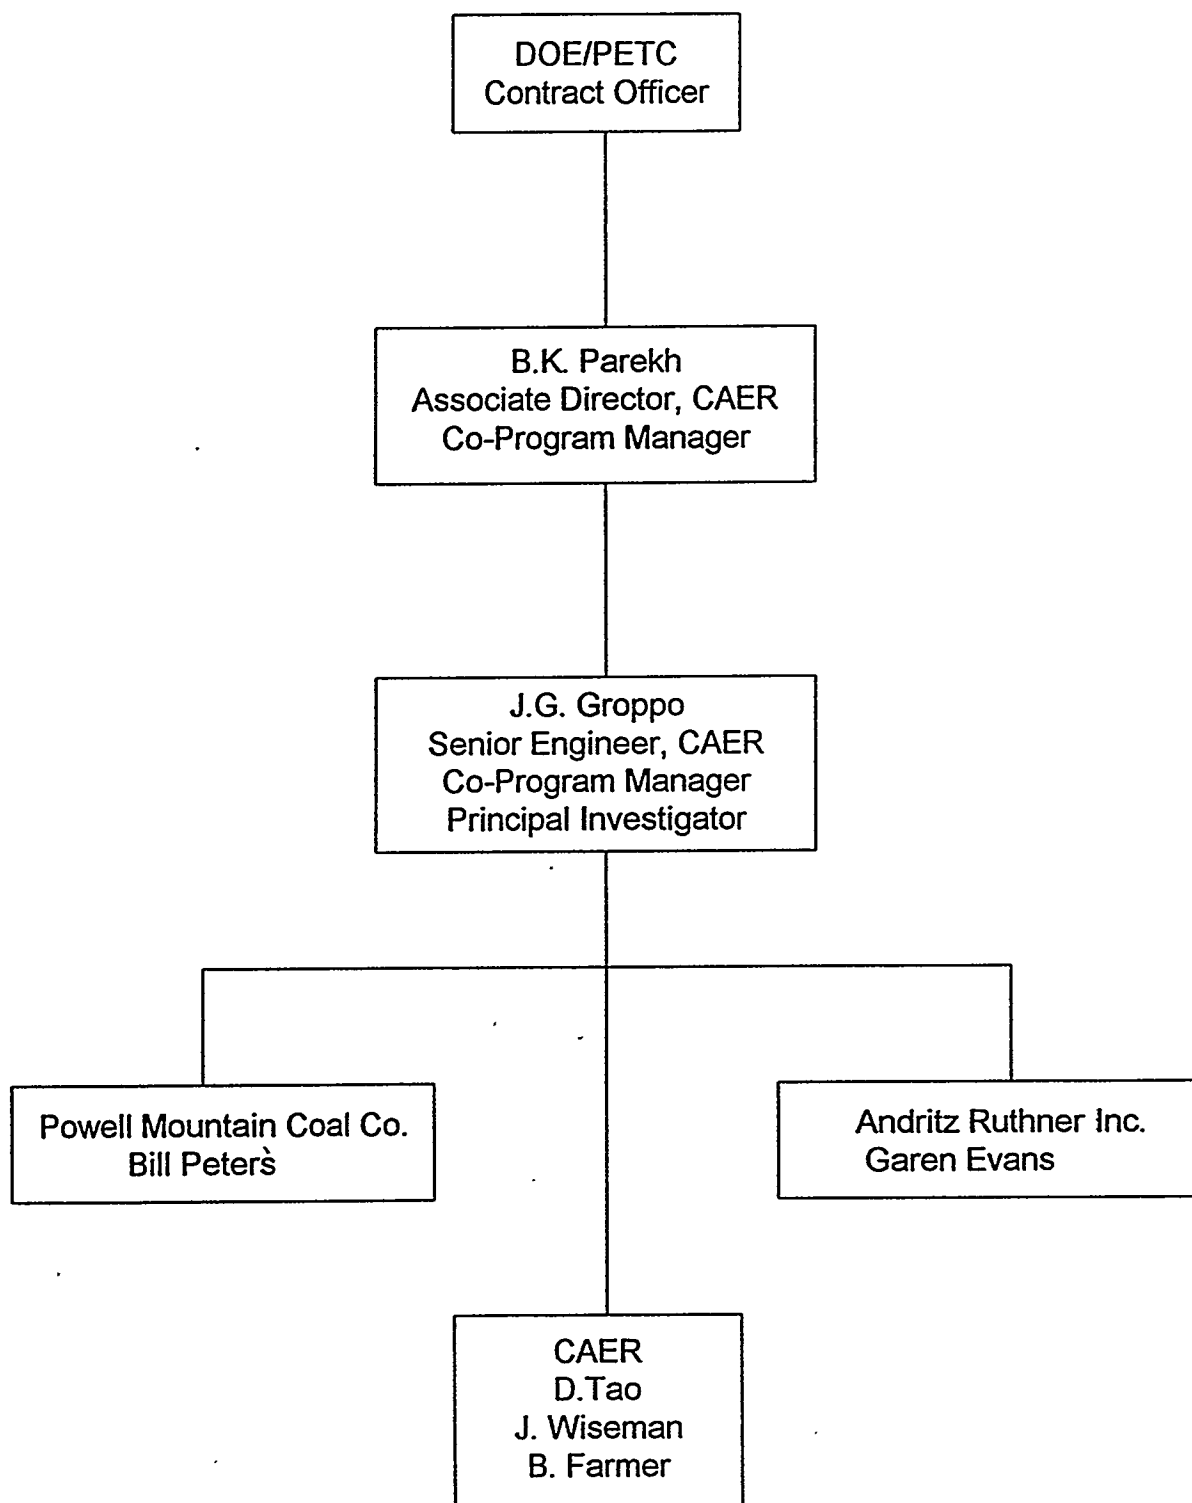 DOE/PETC
Contract Officer
B.K. Parekh
Associate Director, CAER
Co-Program Manager
J.G. Groppo
Senior Engineer, CAER
Co-Program Manager
Principal Investigator
Powell Mountain Coal Co.
Bill Peters
Andritz Ruthner Inc.
Garen Evans
CAER
D.Tao
J. Wiseman
B. Farmer